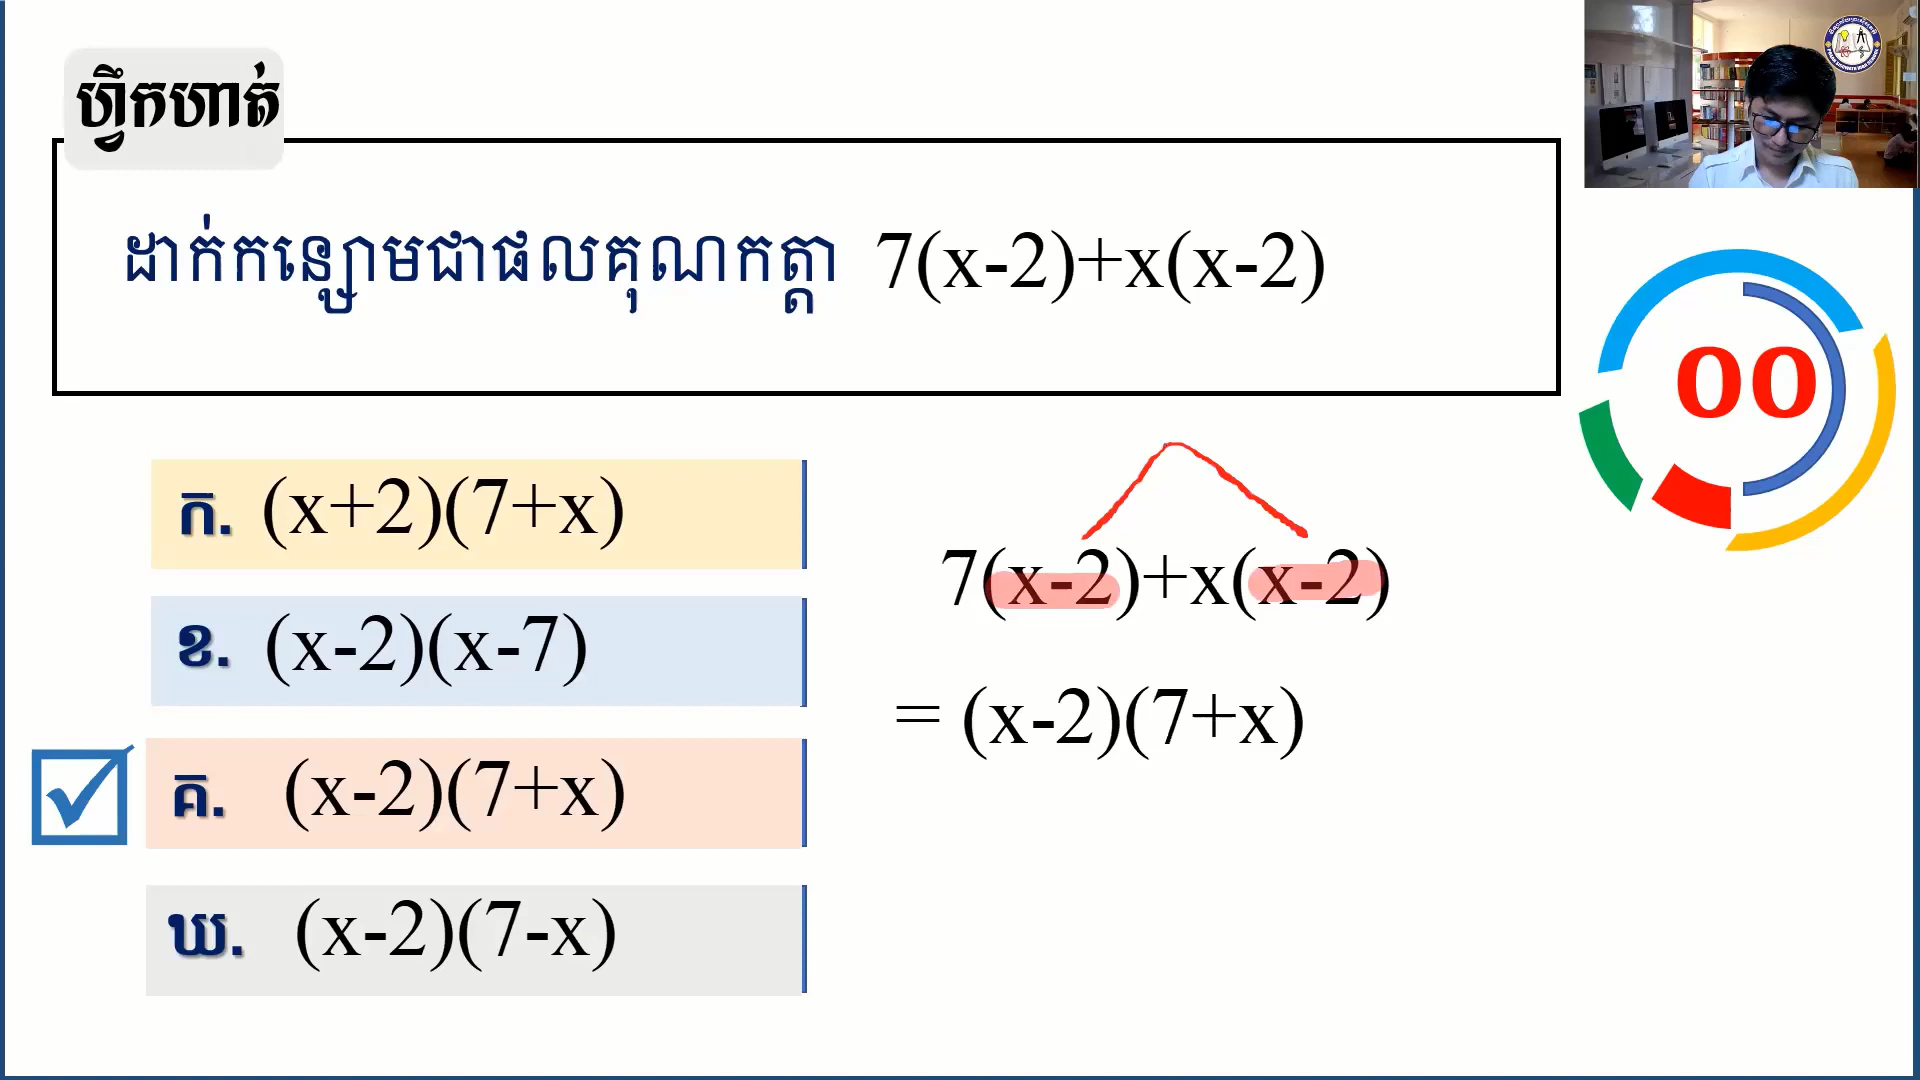 ហ្វឹកហាត់
ដាក់កន្សោមជាផលគុណកត្តា 7(x-2)+x(x-2)
00
ក. (x+2)(7+x)
ខ. (x-2)(x-7)
គ. (x-2)(7+x)
ឃ. (x-2)(7-x)
7(x-2)+x(x-2)
= (x-2)(7+x)